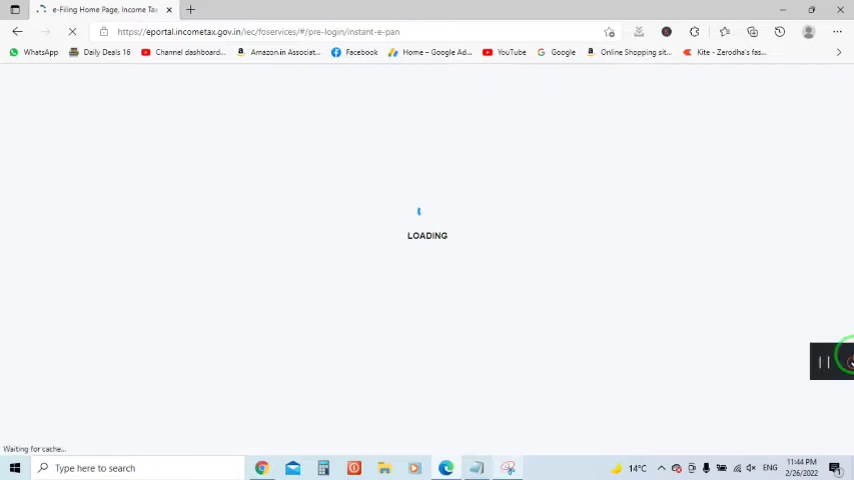 e-Filing Home Page, Income Tax
https://eportal.incometax.gov.in/iec/foservices/#/pre-login/instant-e-pan
WhatsApp Daily Deals 16 Channel dashboard... Amazon.in Associat... Facebook Home – Google Ad... YouTube Google Online Shopping sit... Kite - Zerodha's fas...
LOADING
Waiting for cache...
Type here to search 14°C ENG 11:44 PM
2/26/2022
1